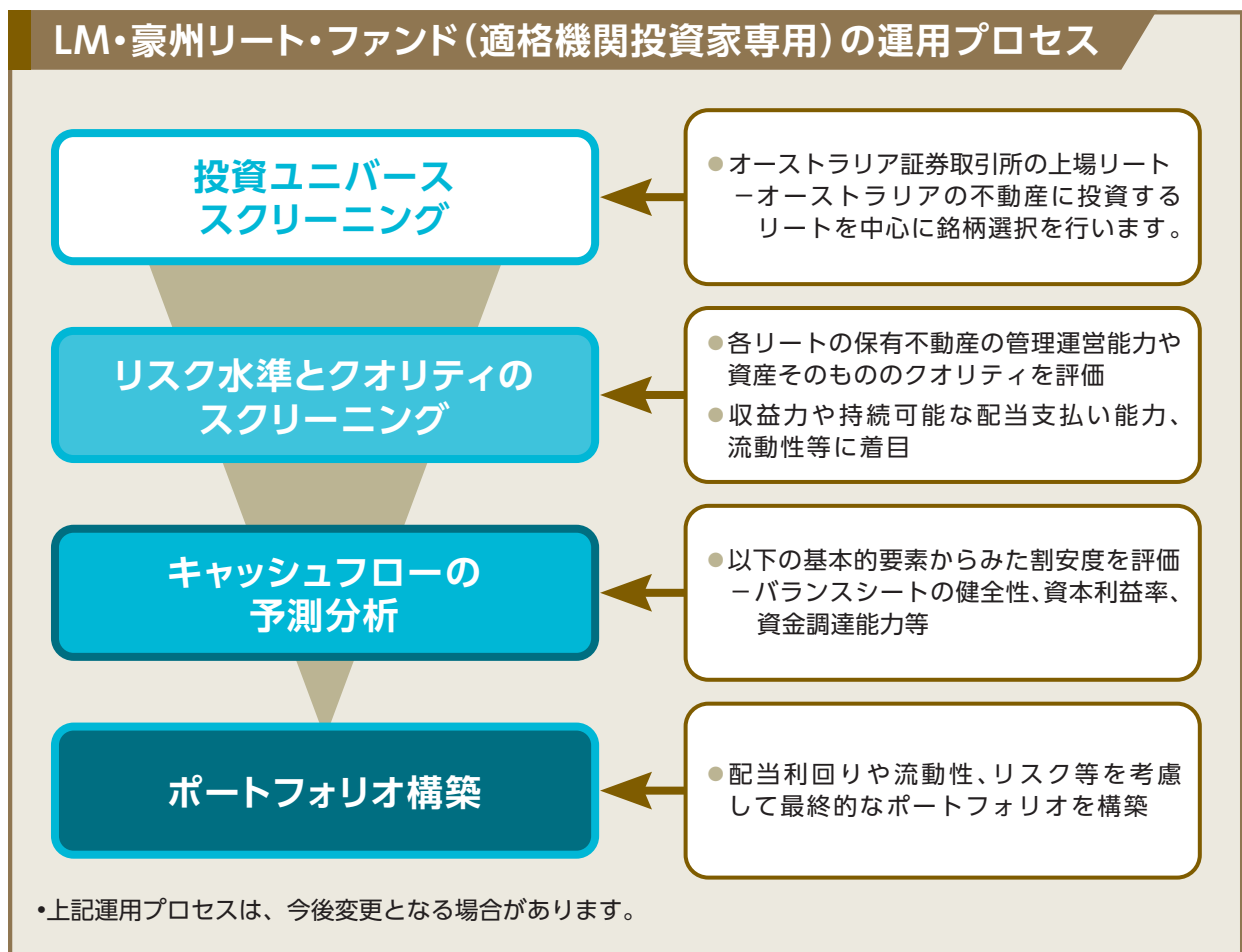 LM・豪州リート・ファンド（適格機関投資家専用）の運用プロセス
投資ユニバース
スクリーニング
●オーストラリア証券取引所の上場リート
－オーストラリアの不動産に投資する
リートを中心に銘柄選択を行います。
リスク水準とクオリティの
スクリーニング
●各リートの保有不動産の管理運営能力や
資産そのもののクオリティを評価
●収益力や持続可能な配当支払い能力、
流動性等に着目
キャッシュフローの
予測分析
●以下の基本的要素からみた割安度を評価
－バランスシートの健全性、資本利益率、
資金調達能力等
ポートフォリオ構築
●配当利回りや流動性、リスク等を考慮
して最終的なポートフォリオを構築
•上記運用プロセスは、今後変更となる場合があります。